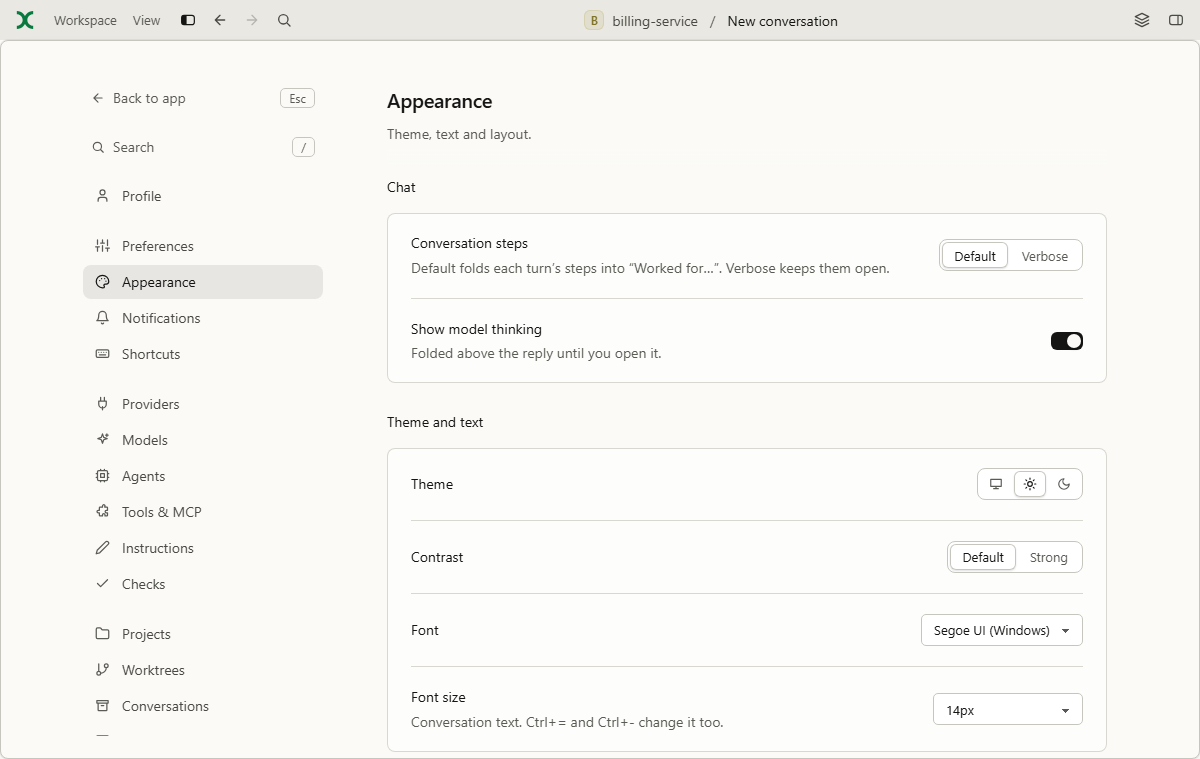 Workspace View
B billing-service / New conversation
Back to app Esc
Search /
Profile
Preferences
Appearance
Notifications
Shortcuts
Providers
Models
Agents
Tools & MCP
Instructions
Checks
Projects
Worktrees
Conversations
Appearance
Theme, text and layout.
Chat
Conversation steps
Default folds each turn’s steps into “Worked for…”. Verbose keeps them open.
Default Verbose
Show model thinking
Folded above the reply until you open it.
Theme and text
Theme
Contrast
Default Strong
Font
Segoe UI (Windows)
Font size
Conversation text. Ctrl+= and Ctrl+- change it too.
14px